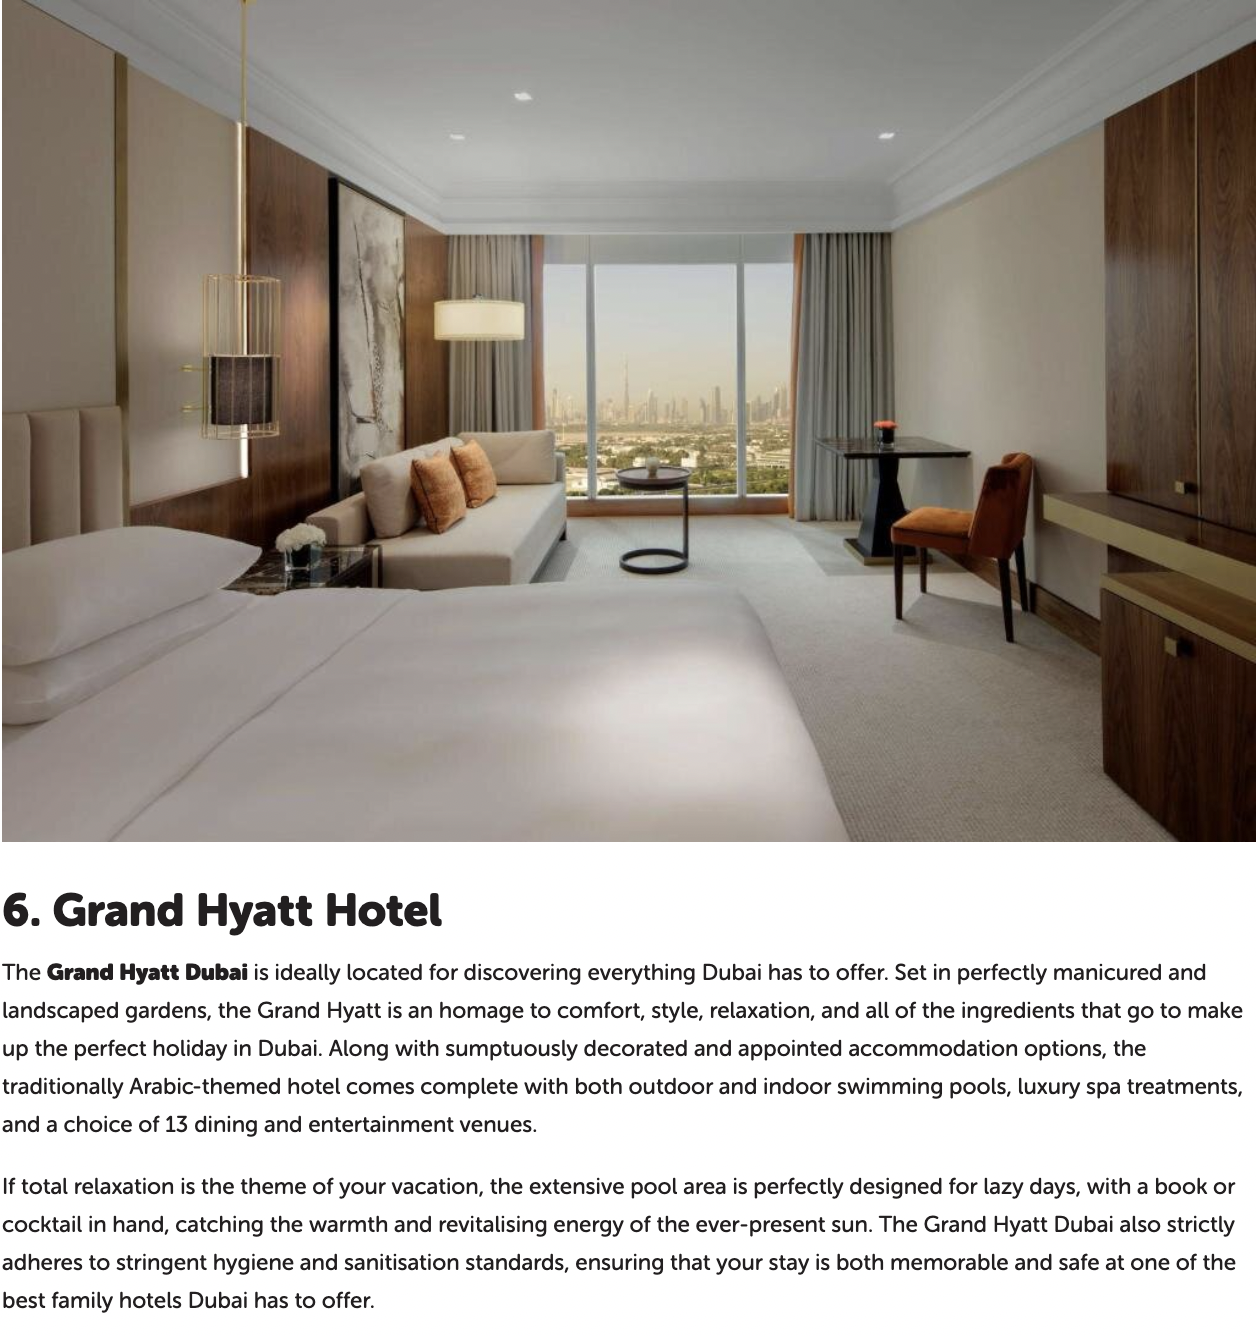 6. Grand Hyatt Hotel
The Grand Hyatt Dubai is ideally located for discovering everything Dubai has to offer. Set in perfectly manicured and
landscaped gardens, the Grand Hyatt is an homage to comfort, style, relaxation, and all of the ingredients that go to make
up the perfect holiday in Dubai. Along with sumptuously decorated and appointed accommodation options, the
traditionally Arabic-themed hotel comes complete with both outdoor and indoor swimming pools, luxury spa treatments,
and a choice of 13 dining and entertainment venues.
If total relaxation is the theme of your vacation, the extensive pool area is perfectly designed for lazy days, with a book or
cocktail in hand, catching the warmth and revitalising energy of the ever-present sun. The Grand Hyatt Dubai also strictly
adheres to stringent hygiene and sanitisation standards, ensuring that your stay is both memorable and safe at one of the
best family hotels Dubai has to offer.